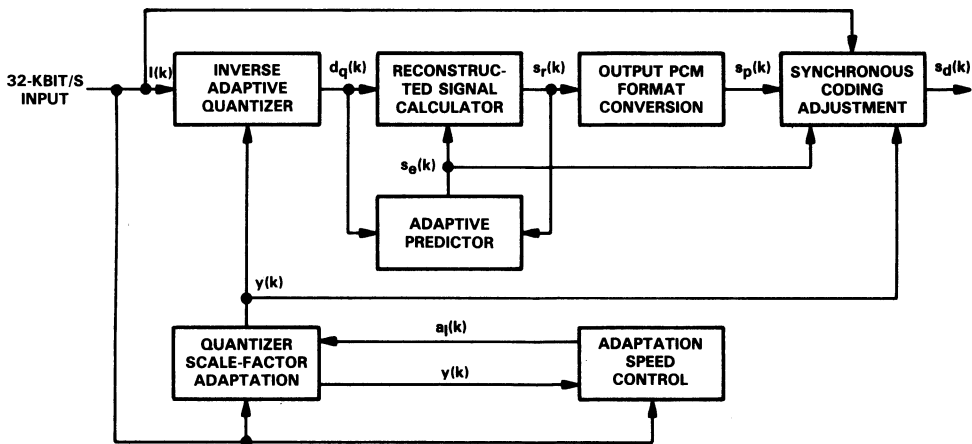 32-KBIT/S
INPUT
I(k)
INVERSE
ADAPTIVE
QUANTIZER
dq(k)
RECONSTRUC-
TED SIGNAL
CALCULATOR
sr(k)
OUTPUT PCM
FORMAT
CONVERSION
sp(k)
SYNCHRONOUS
CODING
ADJUSTMENT
sd(k)
se(k)
ADAPTIVE
PREDICTOR
y(k)
QUANTIZER
SCALE-FACTOR
ADAPTATION
al(k)
y(k)
ADAPTATION
SPEED
CONTROL